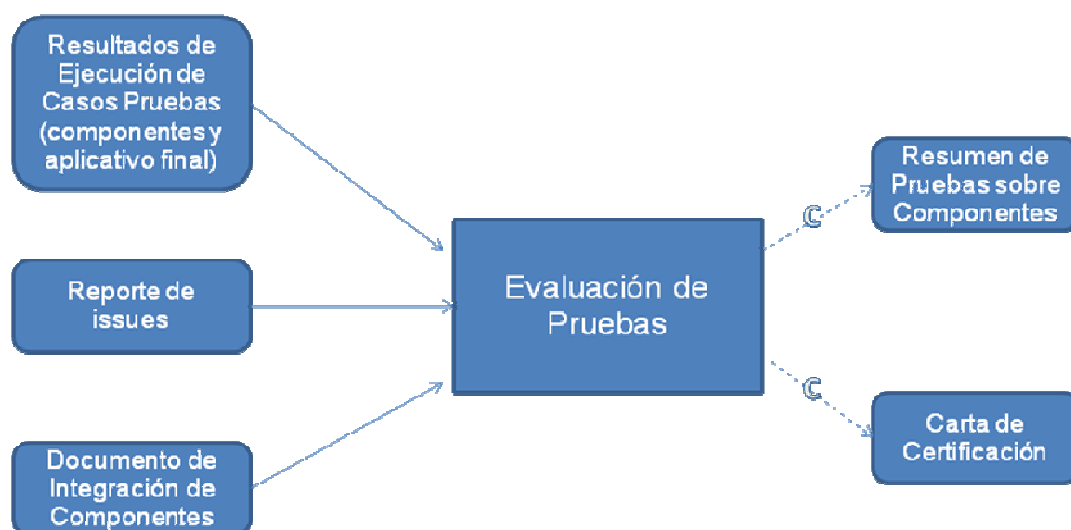 Resultados de
Ejecución de
Casos Pruebas
(componentes y
aplicativo final)
Reporte de
issues
Documento de
Integración de
Componentes
Evaluación de
Pruebas
C
C
Resumen de
Pruebas sobre
Componentes
Carta de
Certificación